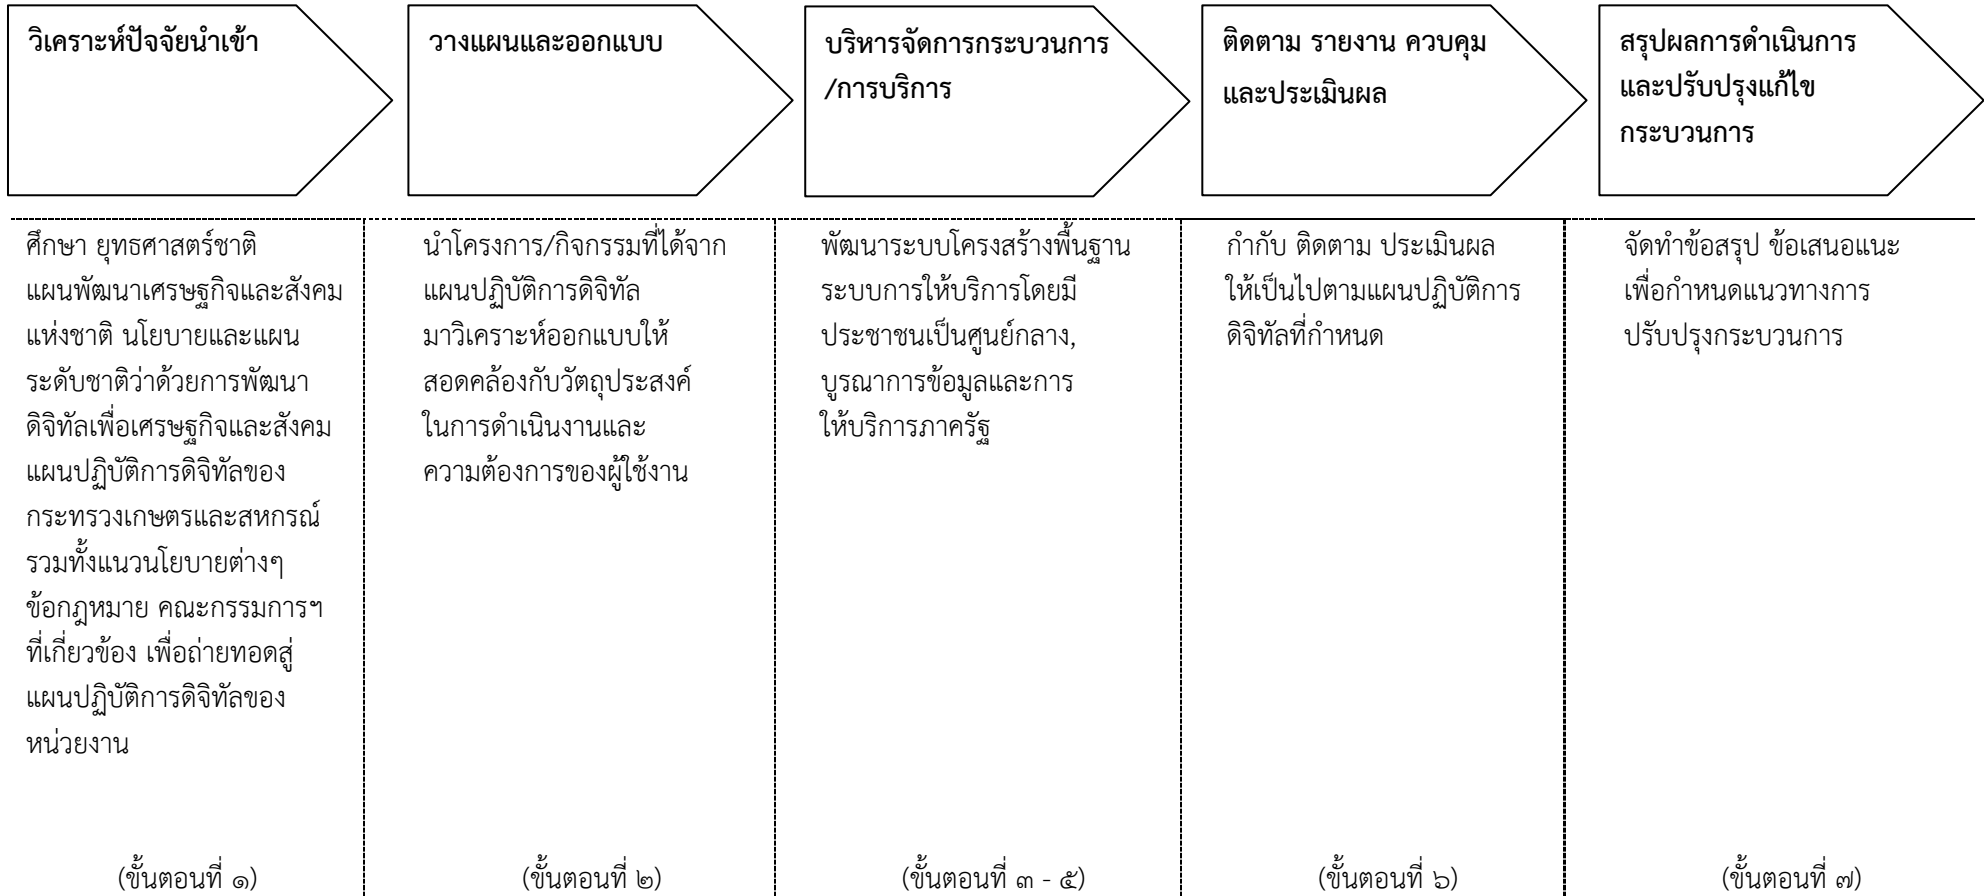 วิเคราะห์ปัจจัยนำเข้า
วางแผนและออกแบบ
บริหารจัดการกระบวนการ
/การบริการ
ติดตาม รายงาน ควบคุม
และประเมินผล
สรุปผลการดำเนินการ
และปรับปรุงแก้ไข
กระบวนการ
ศึกษา ยุทธศาสตร์ชาติ
แผนพัฒนาเศรษฐกิจและสังคม
แห่งชาติ นโยบายและแผน
ระดับชาติว่าด้วยการพัฒนา
ดิจิทัลเพื่อเศรษฐกิจและสังคม
แผนปฏิบัติการดิจิทัลของ
กระทรวงเกษตรและสหกรณ์
รวมทั้งแนวนโยบายต่างๆ
ข้อกฎหมาย คณะกรรมการฯ
ที่เกี่ยวข้อง เพื่อถ่ายทอดสู่
แผนปฏิบัติการดิจิทัลของ
หน่วยงาน
(ขั้นตอนที่ ๑)
นำโครงการ/กิจกรรมที่ได้จาก
แผนปฏิบัติการดิจิทัล
มาวิเคราะห์ออกแบบให้
สอดคล้องกับวัตถุประสงค์
ในการดำเนินงานและ
ความต้องการของผู้ใช้งาน
(ขั้นตอนที่ ๒)
พัฒนาระบบโครงสร้างพื้นฐาน
ระบบการให้บริการโดยมี
ประชาชนเป็นศูนย์กลาง,
บูรณาการข้อมูลและการ
ให้บริการภาครัฐ
(ขั้นตอนที่ ๓ - ๕)
กำกับ ติดตาม ประเมินผล
ให้เป็นไปตามแผนปฏิบัติการ
ดิจิทัลที่กำหนด
(ขั้นตอนที่ ๖)
จัดทำข้อสรุป ข้อเสนอแนะ
เพื่อกำหนดแนวทางการ
ปรับปรุงกระบวนการ
(ขั้นตอนที่ ๗)